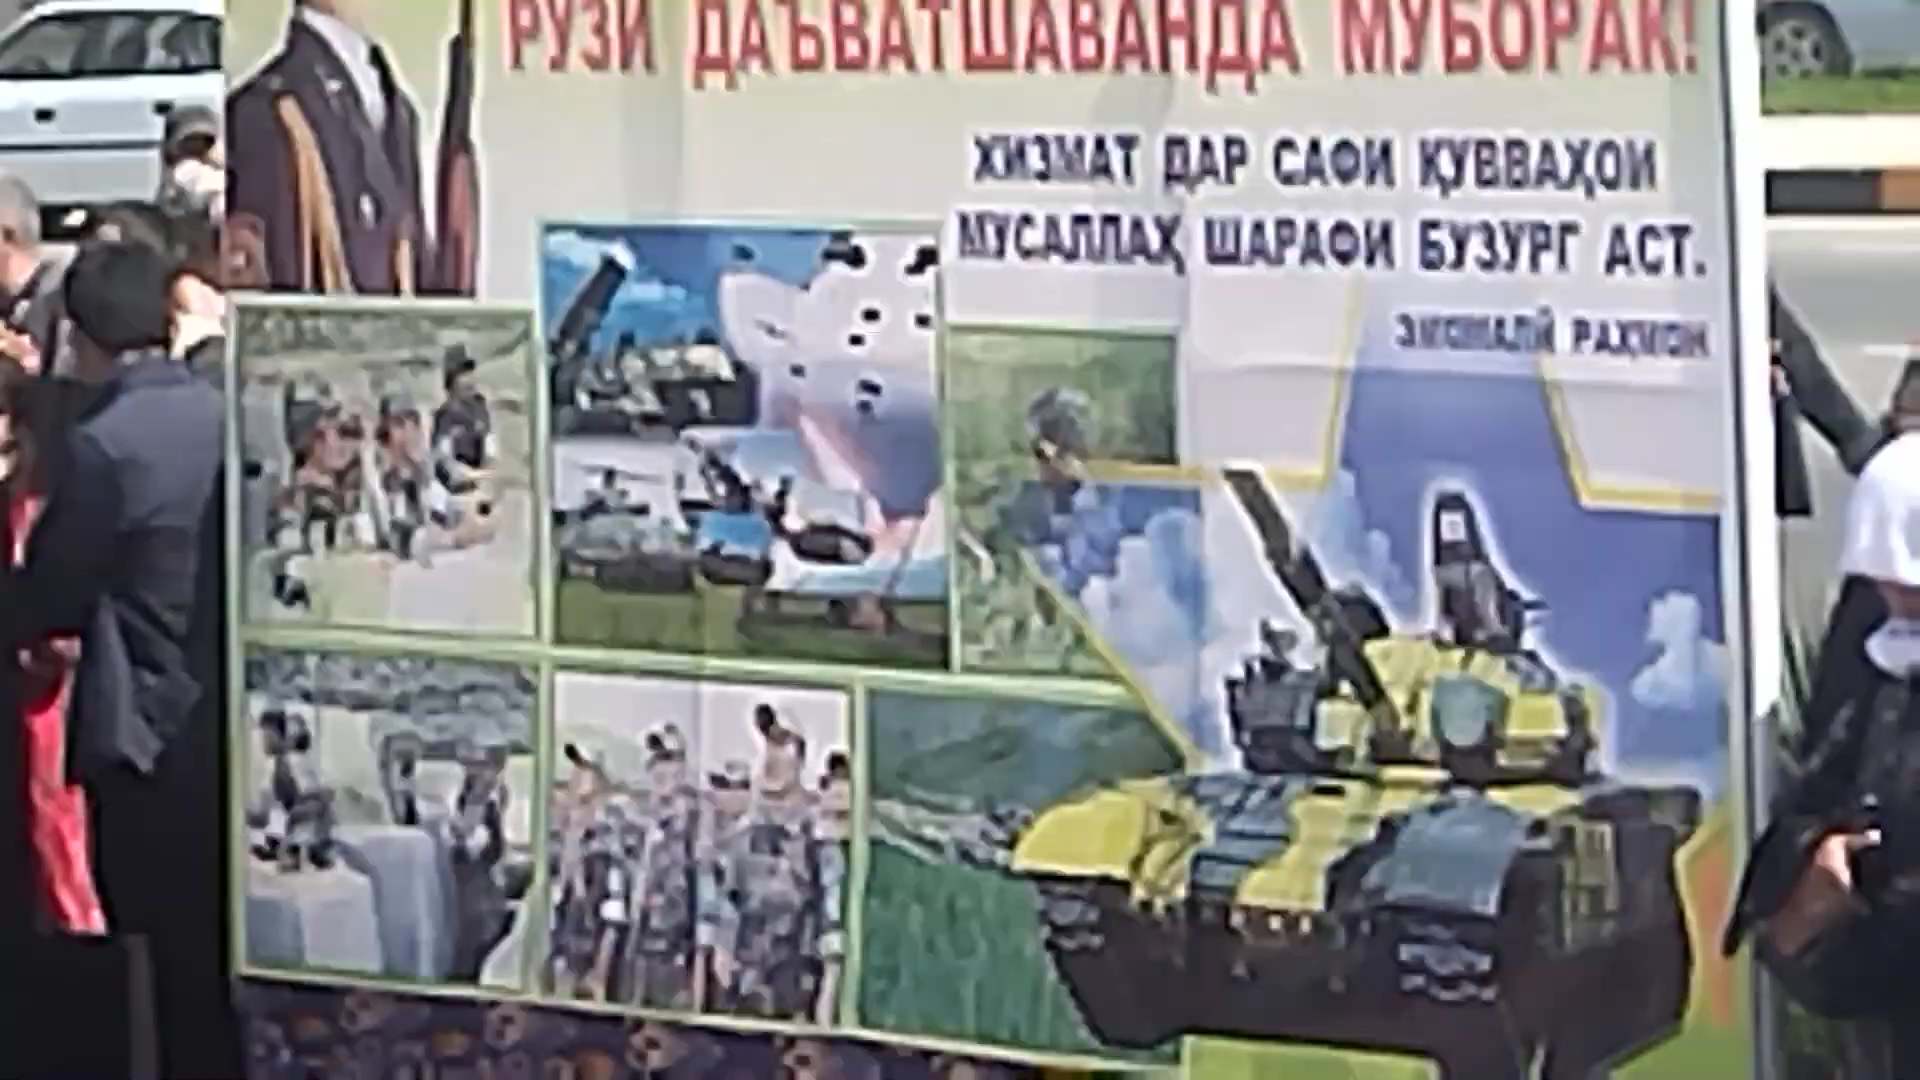 РУЗИ ДАЪВАТШАВАНДА МУБОРАК!
ХИЗМАТ ДАР САФИ ҚУВВАҲОИ
МУСАЛЛАҲ ШАРАФИ БУЗУРГ АСТ.
ЭМОМАЛӢ РАҲМОН